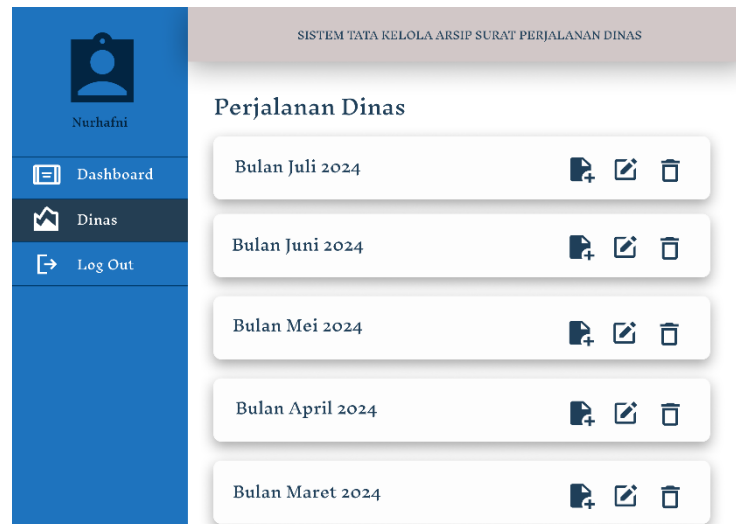 SISTEM TATA KELOLA ARSIP SURAT PERJALANAN DINAS
Nurhafni
Dashboard
Dinas
Log Out
Perjalanan Dinas
Bulan Juli 2024
Bulan Juni 2024
Bulan Mei 2024
Bulan April 2024
Bulan Maret 2024